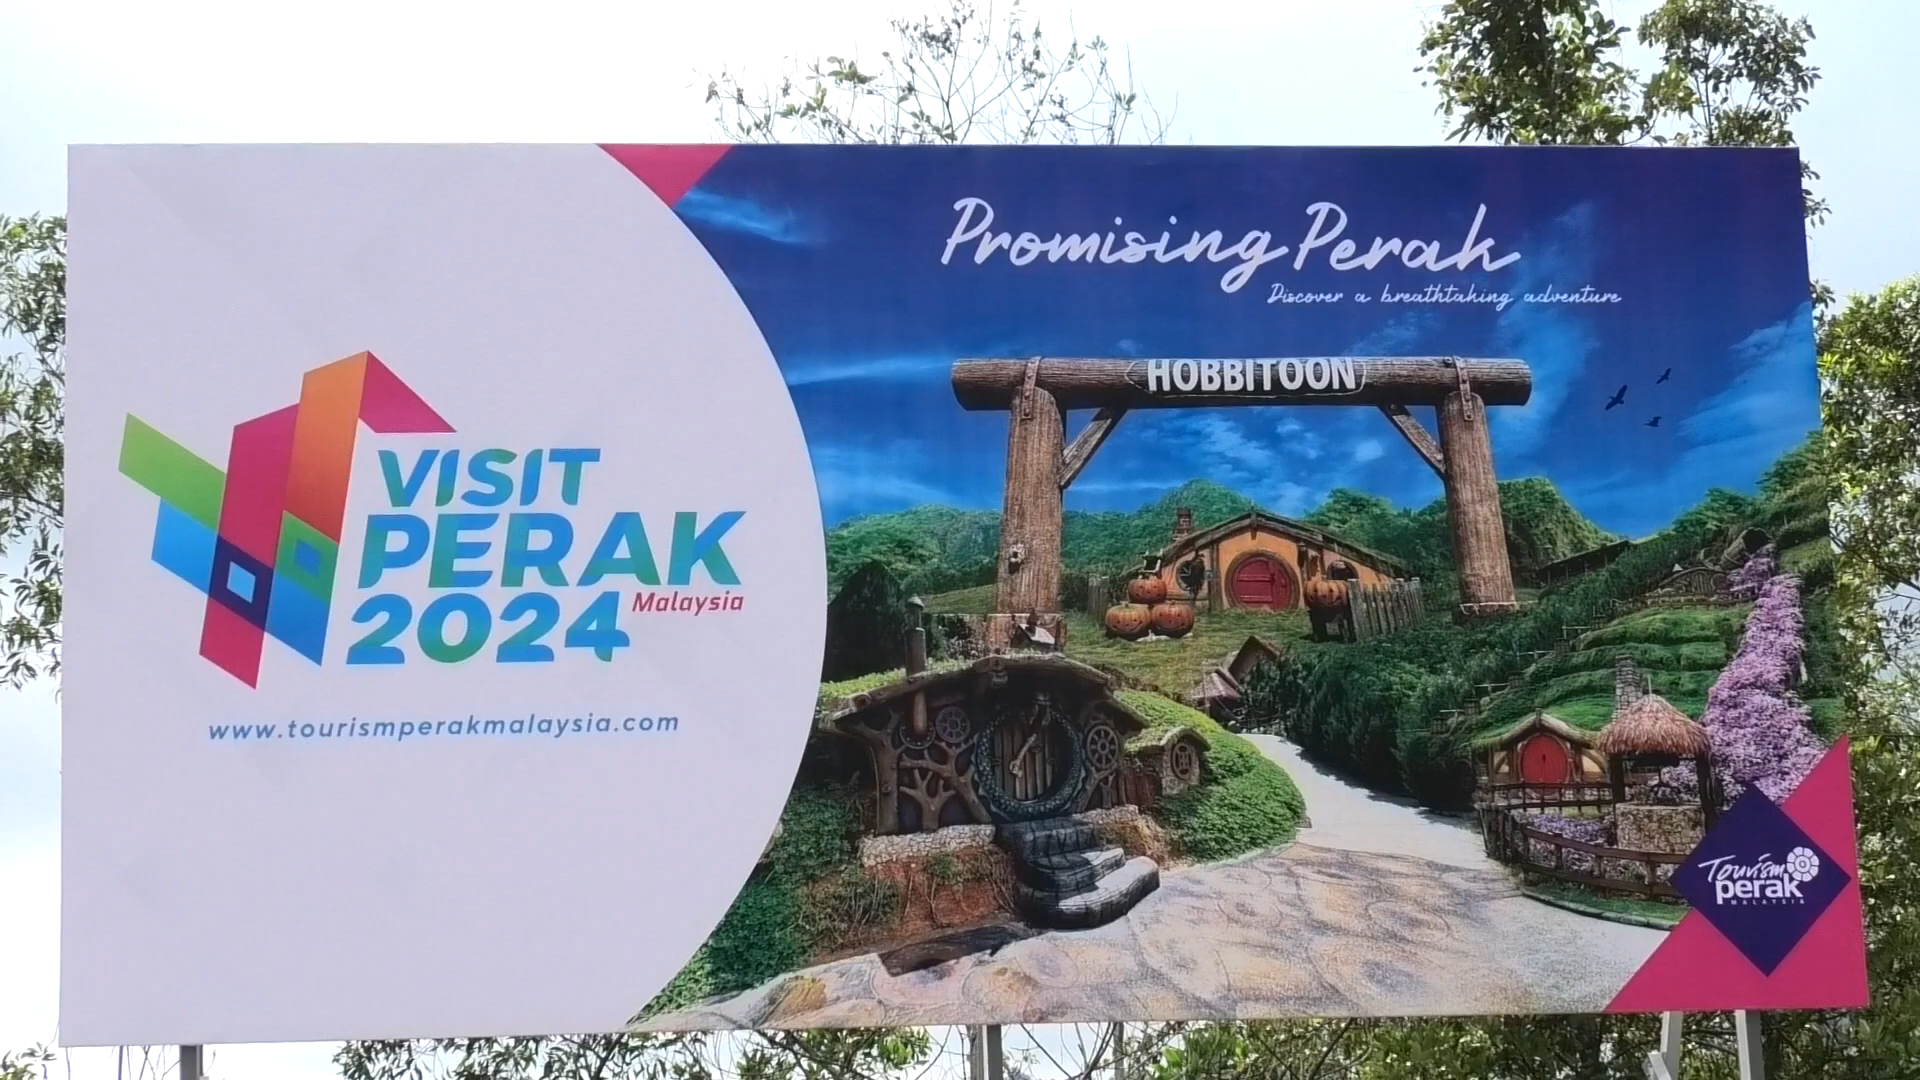 VISIT
PERAK
2024 Malaysia
www.tourismperakmalaysia.com
Promising Perak
Discover a breathtaking adventure
HOBBITOON
Tourism
perak
MALAYSIA